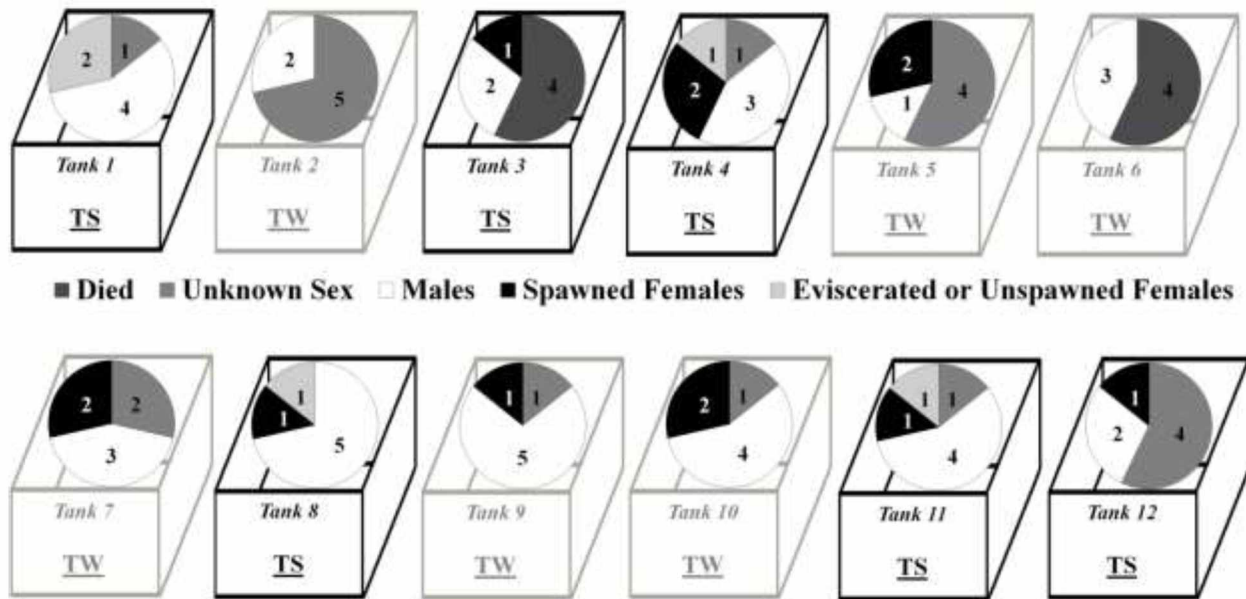 2 1 4
2 5
1 2 4
1 1 2 3
2 1 4
3 4
Tank 1 Tank 2 Tank 3 Tank 4 Tank 5 Tank 6
TS TW TS TS TW TW
Died Unknown Sex Males Spawned Females Eviscerated or Unspawned Females
2 2 3
1 1 5
1 1 5
2 1 4
1 1 1 4
1 2 4
Tank 7 Tank 8 Tank 9 Tank 10 Tank 11 Tank 12
TW TS TW TW TS TS